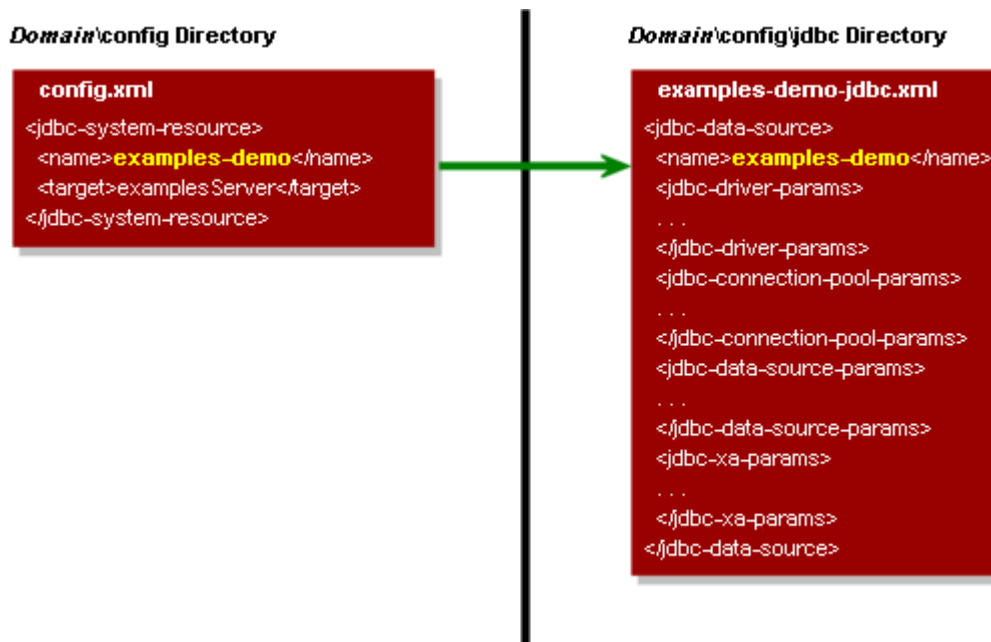 Domain\config Directory
config.xml
<jdbc-system-resource>
<name>examples-demo</name>
<target>examplesServer</target>
</jdbc-system-resource>
Domain\config\jdbc Directory
examples-demo-jdbc.xml
<jdbc-data-source>
<name>examples-demo</name>
<jdbc-driver-params>
. . .
</jdbc-driver-params>
<jdbc-connection-pool-params>
. . .
</jdbc-connection-pool-params>
<jdbc-data-source-params>
. . .
</jdbc-data-source-params>
<jdbc-xa-params>
. . .
</jdbc-xa-params>
</jdbc-data-source>